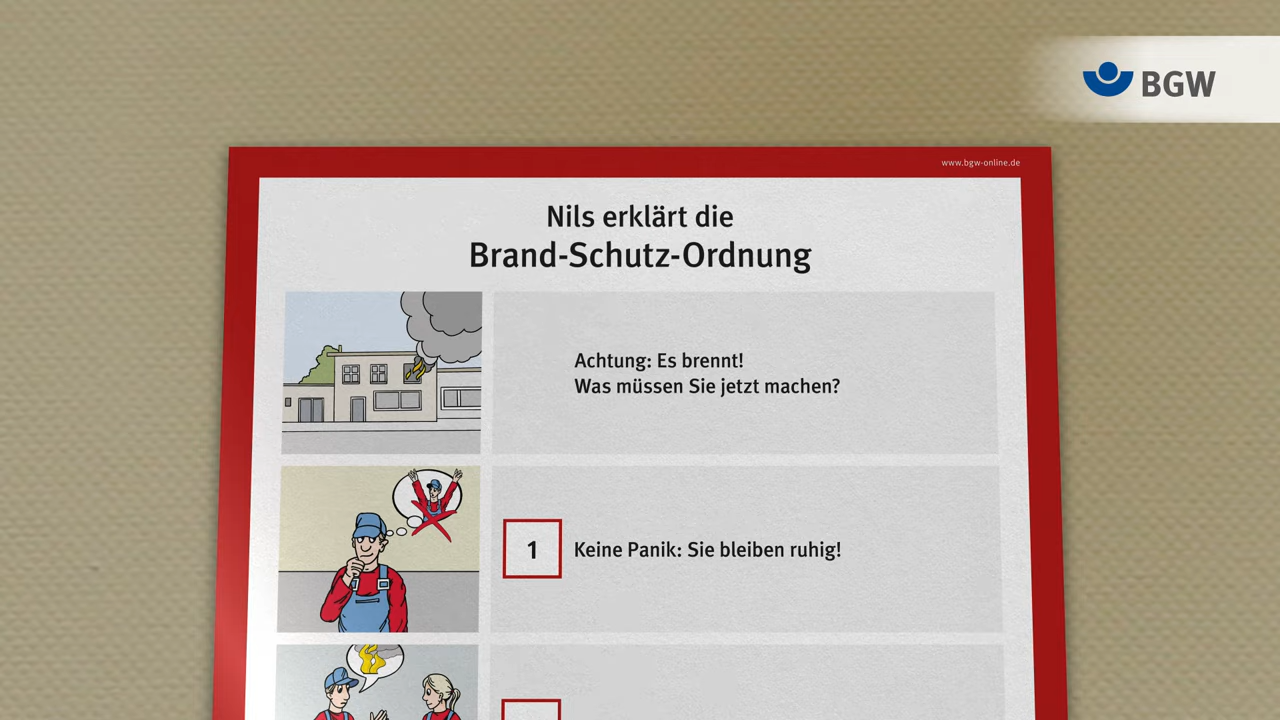 BGW
www.bgw-online.de
Nils erklärt die
Brand-Schutz-Ordnung
Achtung: Es brennt!
Was müssen Sie jetzt machen?
1
Keine Panik: Sie bleiben ruhig!